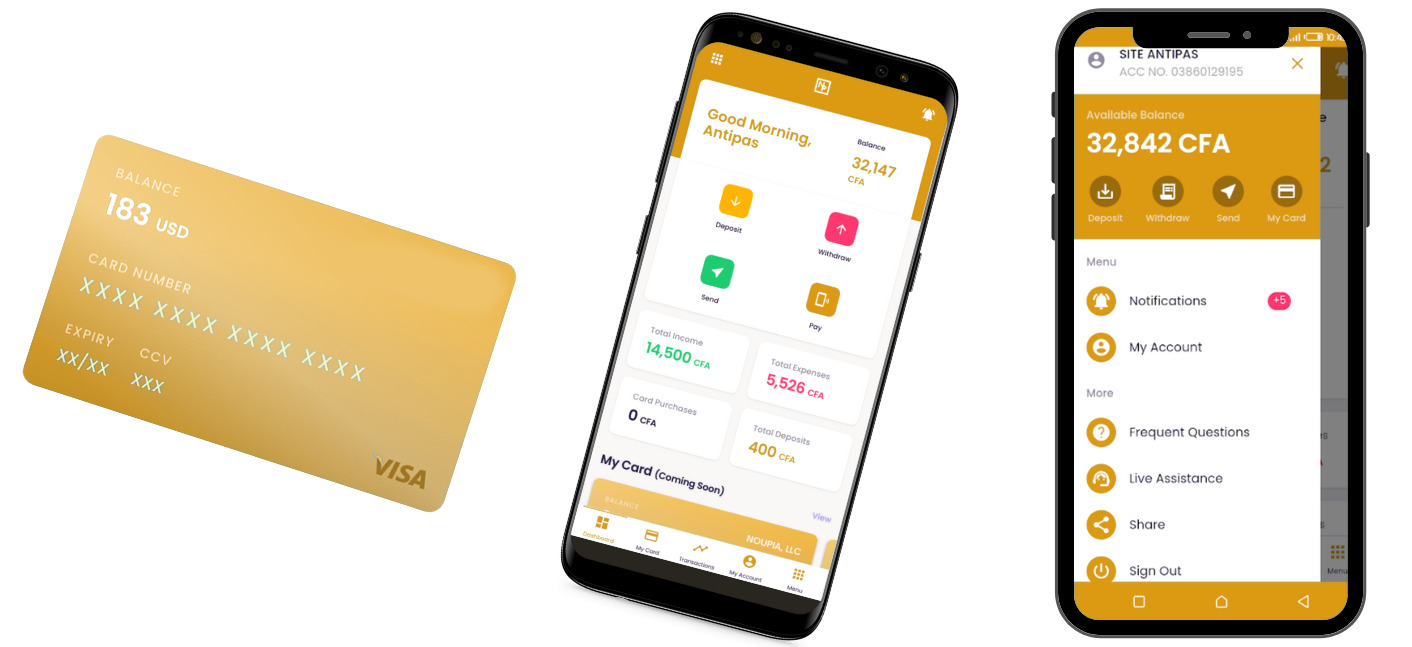 BALANCE
183 USD
CARD NUMBER
XXXX XXXX XXXX XXXX
EXPIRY CCV
XX/XX XXX
VISA
Good Morning,
Antipas
Balance
32,147
CFA
Deposit
Withdraw
Send
Pay
Total Income
14,500 CFA
Total Expenses
5,526 CFA
Card Purchases
0 CFA
Total Deposits
400 CFA
My Card (Coming Soon)
View
BALANCE
NOUPIA, LLC
Dashboard
My Card
Transactions
My Account
Menu
SITE ANTIPAS
ACC NO. 03860129195
Available Balance
32,842 CFA
Deposit Withdraw Send My Card
Menu
Notifications +5
My Account
More
Frequent Questions
Live Assistance
Share
Sign Out